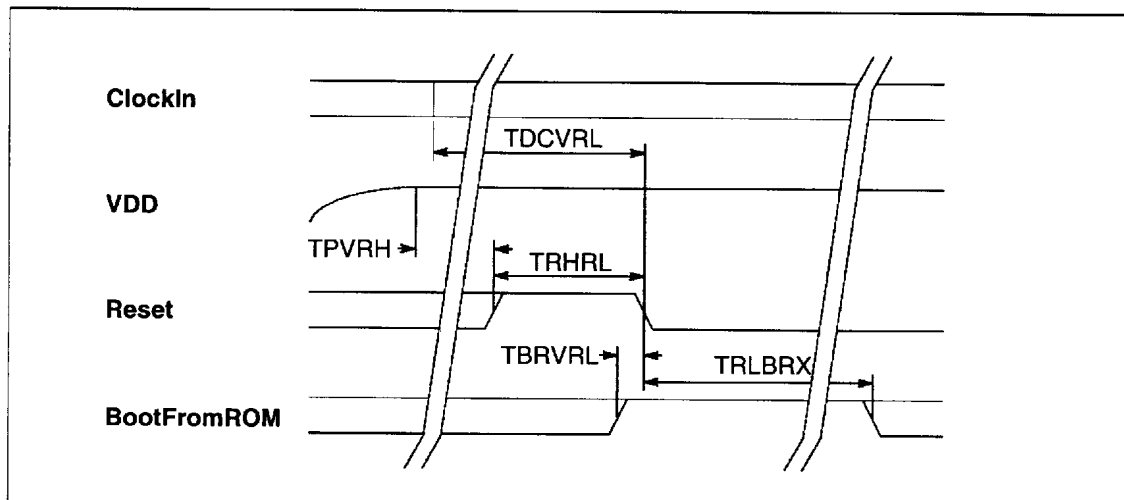 ClockIn
TDCVRL
VDD
TPVRH
TRHRL
Reset
TBRVRL
TRLBRX
BootFromROM